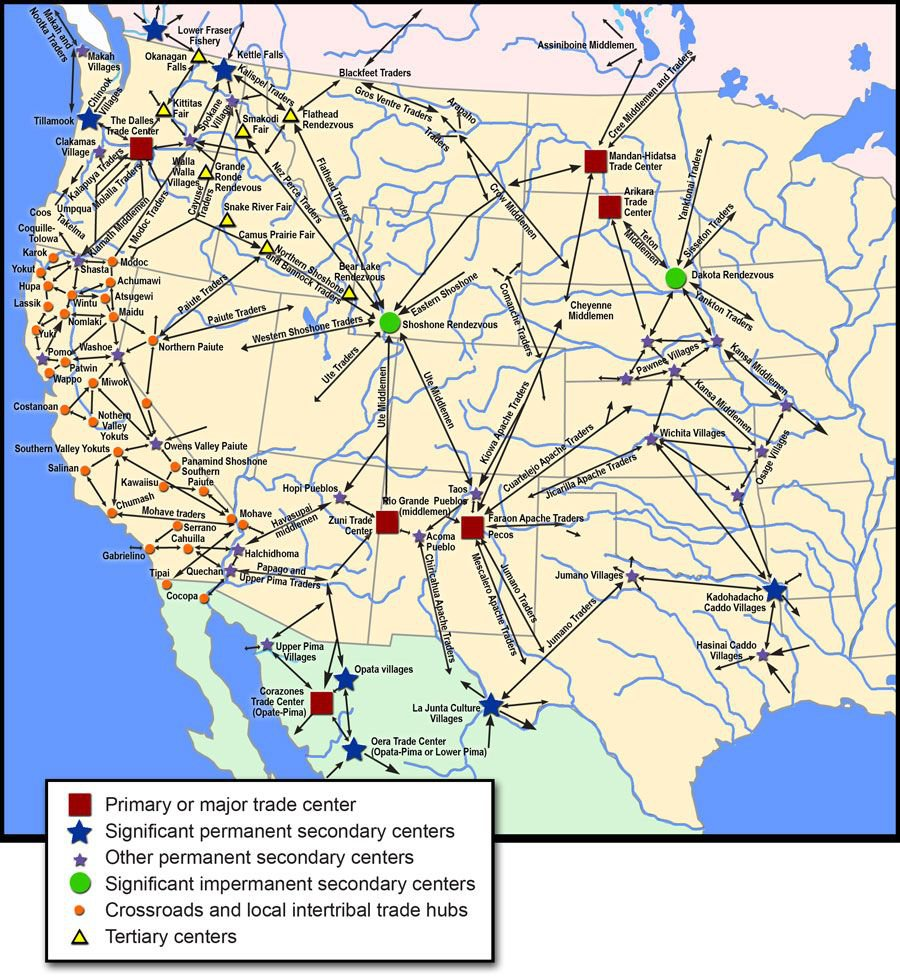 Makah and
Nootka Traders
Makah
Villages
Chinook
Villages
Tillamook
Clakamas
Village
The Dalles
Trade Center
Kalapuya Traders
Molalla Traders
Lower Fraser
Fishery
Okanagan
Falls
Kettle Falls
Kalispel Traders
Kittitas
Fair
Spokane
Village
Smakodi
Fair
Flathead
Rendezvous
Blackfeet Traders
Gros Ventre Traders
Arapaho
Traders
Assiniboine Middlemen
Cree Middlemen and Traders
Mandan-Hidatsa
Trade Center
Arikara
Trade
Center
Yanktonai Traders
Sisseton Traders
Teton
Middlemen
Dakota Rendezvous
Yankton Traders
Walla
Walla
Villages
Grande
Ronde
Rendevous
Cayuse
Traders
Nez Perce Traders
Flathead Traders
Crow Middlemen
Snake River Fair
Camus Prairie Fair
Northern Shoshone
and Bannock Traders
Bear Lake
Rendezvous
Umpqua
Takelma
Klamath Middlemen
Modoc Traders
Coos
Coquille-
Tolowa
Karok
Yokut
Hupa
Lassik
Yuki
Shasta
Modoc
Achumawi
Atsugewi
Wintu
Maidu
Nomlaki
Pomo
Washoe
Patwin
Wappo
Miwok
Costanoan
Nothern
Valley
Yokuts
Northern Paiute
Paiute Traders
Paiute Traders
Western Shoshone Traders
Eastern Shoshone
Shoshone Rendezvous
Ute Traders
Ute Middlemen
Ute Middlemen
Comanche Traders
Cheyenne
Middlemen
Pawnee Villages
Kansa Middlemen
Kansa Middlemen
Osage Villages
Wichita Villages
Kiowa Apache Traders
Cuartelejo Apache Traders
Jicarilla Apache Traders
Southern Valley Yokuts
Owens Valley Paiute
Salinan
Panamind Shoshone
Southern
Paiute
Kawaiisu
Chumash
Mohave traders
Mohave
Serrano
Cahuilla
Gabrielino
Halchidhoma
Quechan
Tipai
Cocopa
Havasupai
middlemen
Hopi Pueblos
Zuni Trade
Center
Rio Grande
(middlemen)
Taos
Pueblos
Acoma
Pueblo
Faraon Apache Traders
Pecos
Papago and
Upper Pima Traders
Chiricahua Apache Traders
Mescalero Apache Traders
Jumano Traders
Jumano Traders
Jumano Villages
Kadohadacho
Caddo Villages
Hasinai Caddo
Villages
Upper Pima
Villages
Opata villages
Corazones
Trade Center
(Opate-Pima)
Oera Trade Center
(Opata-Pima or Lower Pima)
La Junta Culture
Villages
Primary or major trade center
Significant permanent secondary centers
Other permanent secondary centers
Significant impermanent secondary centers
Crossroads and local intertribal trade hubs
Tertiary centers